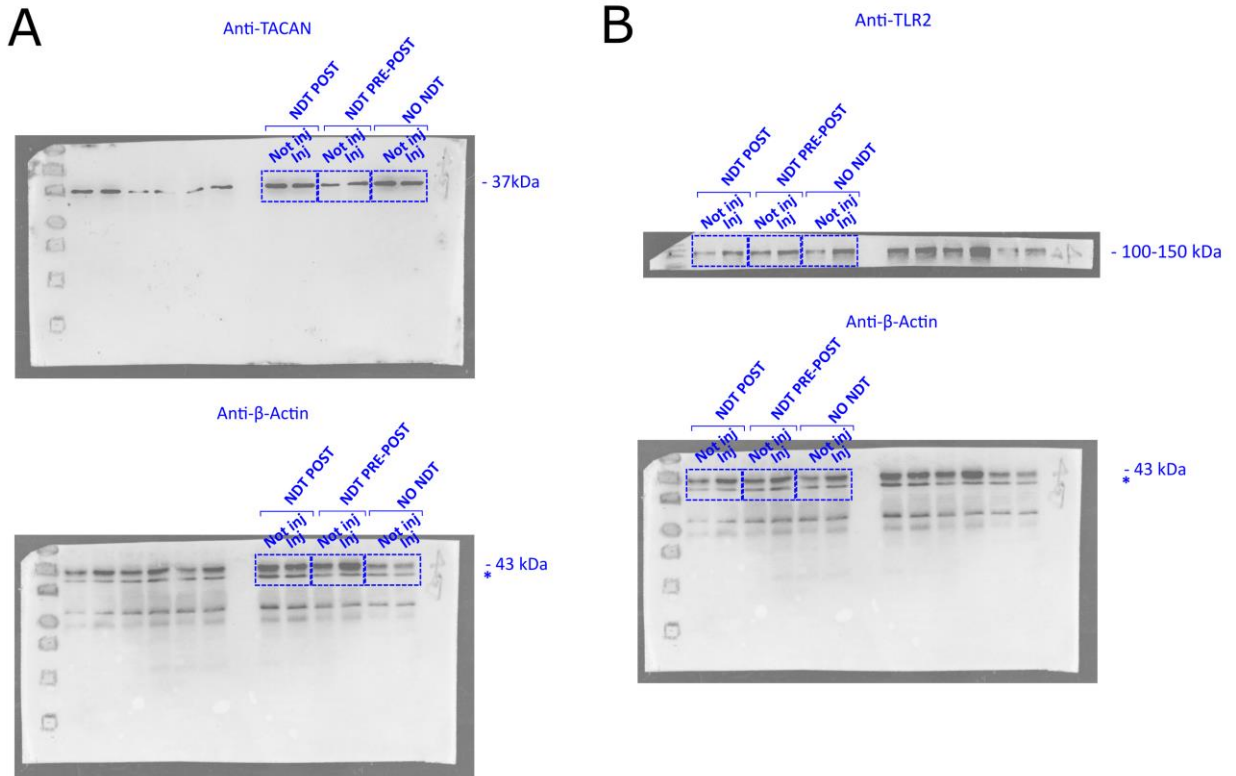 A
Anti-TACAN
NDT POST
NDT PRE-POST
NO NDT
Not inj
Inj
Not inj
Inj
Not inj
Inj
- 37kDa
Anti-β-Actin
NDT POST
NDT PRE-POST
NO NDT
Not inj
Inj
Not inj
Inj
Not inj
Inj
- 43 kDa
*
B
Anti-TLR2
NDT POST
NDT PRE-POST
NO NDT
Not inj
Inj
Not inj
Inj
Not inj
Inj
- 100-150 kDa
Anti-β-Actin
NDT POST
NDT PRE-POST
NO NDT
Not inj
Inj
Not inj
Inj
Not inj
Inj
- 43 kDa
*